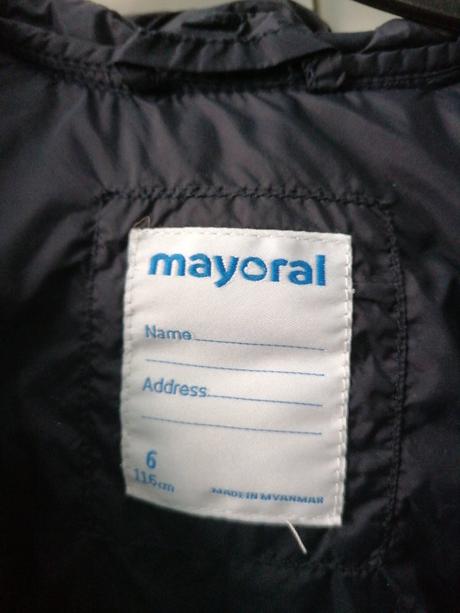 mayoral
Name
Address
6
116cm
MADE IN MYANMAR